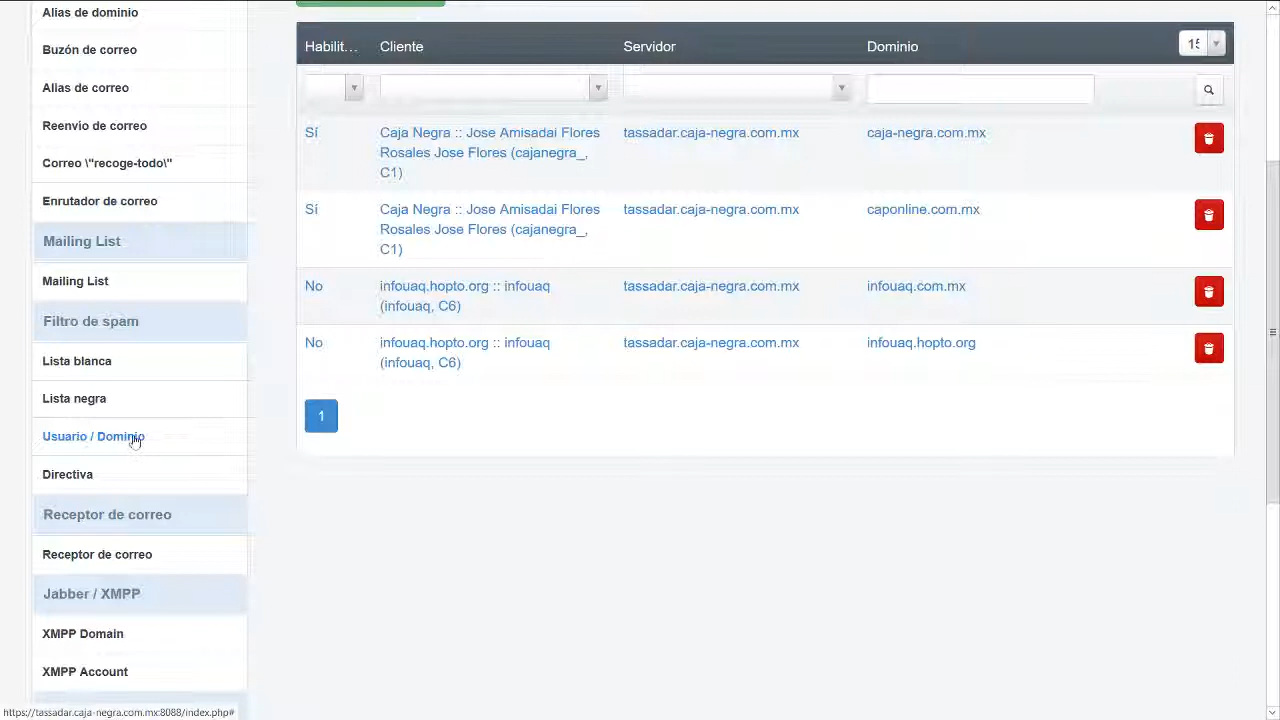 Alias de dominio
Buzón de correo
Alias de correo
Reenvío de correo
Correo \"recoge-todo\"
Enrutador de correo
Mailing List
Mailing List
Filtro de spam
Lista blanca
Lista negra
Usuario / Dominio
Directiva
Receptor de correo
Receptor de correo
Jabber / XMPP
XMPP Domain
XMPP Account
Habilit... Cliente Servidor Dominio 15
Sí Caja Negra :: Jose Amisadai Flores tassadar.caja-negra.com.mx caja-negra.com.mx
Rosales Jose Flores (cajanegra_,
C1)
Sí Caja Negra :: Jose Amisadai Flores tassadar.caja-negra.com.mx caponline.com.mx
Rosales Jose Flores (cajanegra_,
C1)
No infouaq.hopto.org :: infouaq tassadar.caja-negra.com.mx infouaq.com.mx
(infouaq, C6)
No infouaq.hopto.org :: infouaq tassadar.caja-negra.com.mx infouaq.hopto.org
(infouaq, C6)
1
https://tassadar.caja-negra.com.mx:8088/index.php#